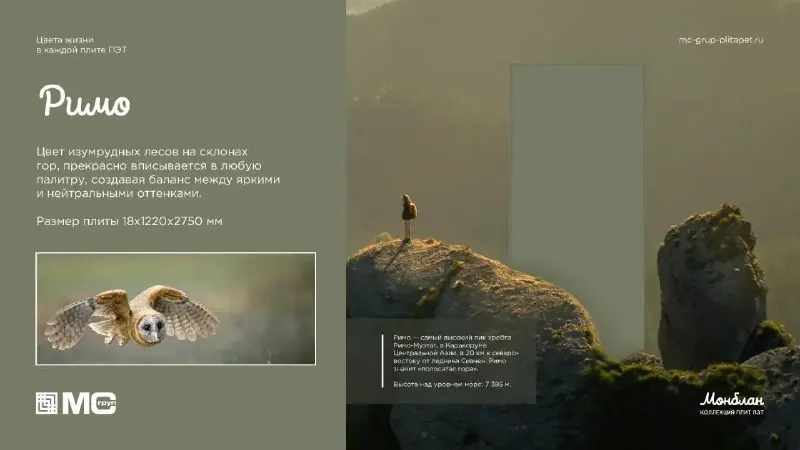 Цвета жизни
в каждой плите ПЭТ
mc-grup-plitapet.ru
Римо
Цвет изумрудных лесов на склонах
гор, прекрасно вписывается в любую
палитру, создавая баланс между яркими
и нейтральными оттенками.
Размер плиты 18х1220х2750 мм
Римо — самый высокий пик хребта
Римо-Музтаг, в Каракоруме
Центральной Азии, в 20 км к северо-
востоку от ледника Сиачен. Римо
значит «полосатая гора».
Высота над уровнем моря: 7 385 м.
МС груп
Монблан
КОЛЛЕКЦИЯ ПЛИТ ПЭТ